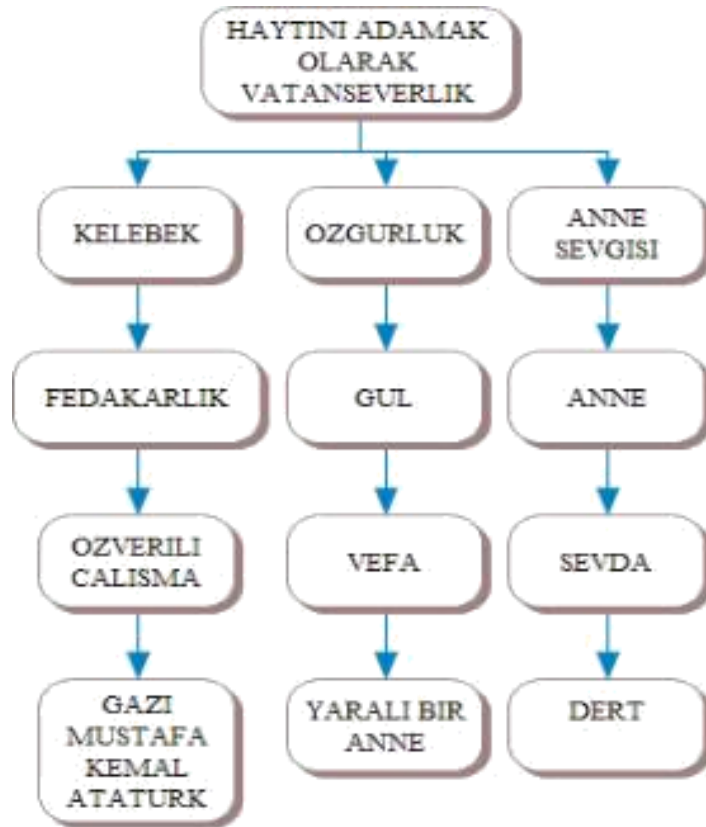 HAYTINI ADAMAK
OLARAK
VATANSEVERLIK
KELEBEK
OZGURLUK
ANNE
SEVGISI
FEDAKARLIK
GUL
ANNE
OZVERILI
CALISMA
VEFA
SEVDA
GAZI
MUSTAFA
KEMAL
ATATURK
YARALI BIR
ANNE
DERT